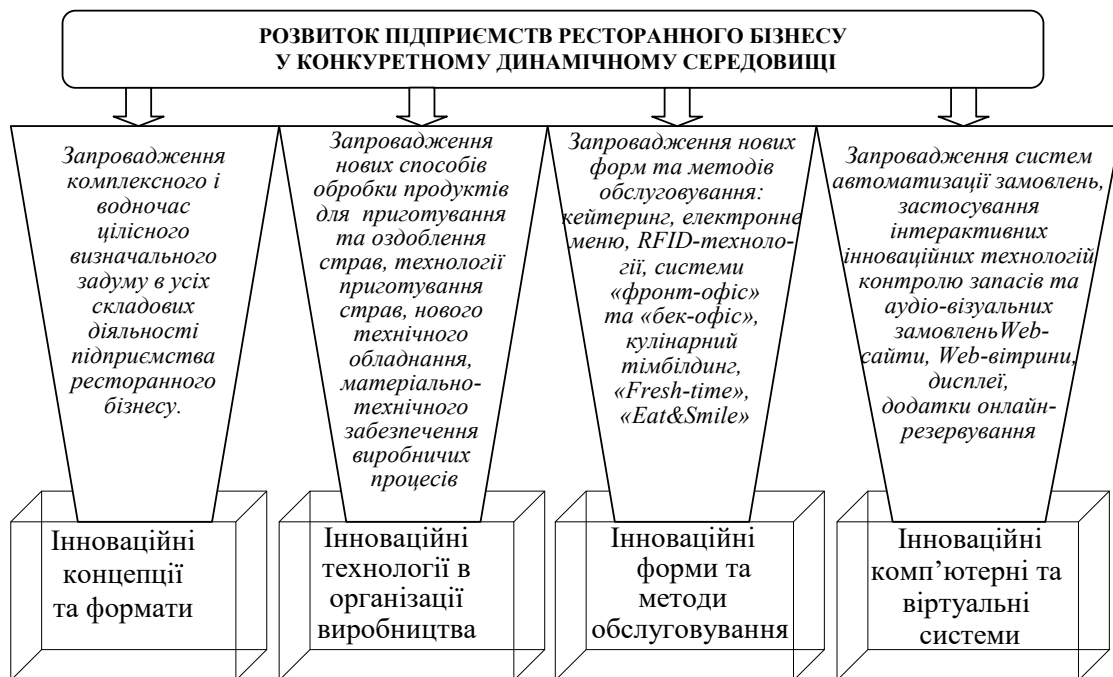 РОЗВИТОК ПІДПРИЄМСТВ РЕСТОРАННОГО БІЗНЕСУ
У КОНКУРЕТНОМУ ДИНАМІЧНОМУ СЕРЕДОВИЩІ
Запровадження
комплексного і
водночас
цілісного
визначального
задуму в усіх
складових
діяльності
підприємства
ресторанного
бізнесу.
Запровадження
нових способів
обробки продуктів
для приготування
та оздоблення
страв, технології
приготування
страв, нового
технічного
обладнання,
матеріально-
технічного
забезпечення
виробничих
процесів
Запровадження нових
форм та методів
обслуговування:
кейтеринг, електронне
меню, RFID-техноло-
гії, системи
«фронт-офіс»
та «бек-офіс»,
кулінарний
тімбілдинг,
«Fresh-time»,
«Eat&Smile»
Запровадження систем
автоматизації замовлень,
застосування
інтерактивних
інноваційних технологій
контролю запасів та
аудіо-візуальних
замовленьWeb-
сайти, Web-вітрини,
дисплеї,
додатки онлайн-
резервування
Інноваційні
концепції
та формати
Інноваційні
технології в
організації
виробництва
Інноваційні
форми та
методи
обслуговування
Інноваційні
комп’ютерні та
віртуальні
системи